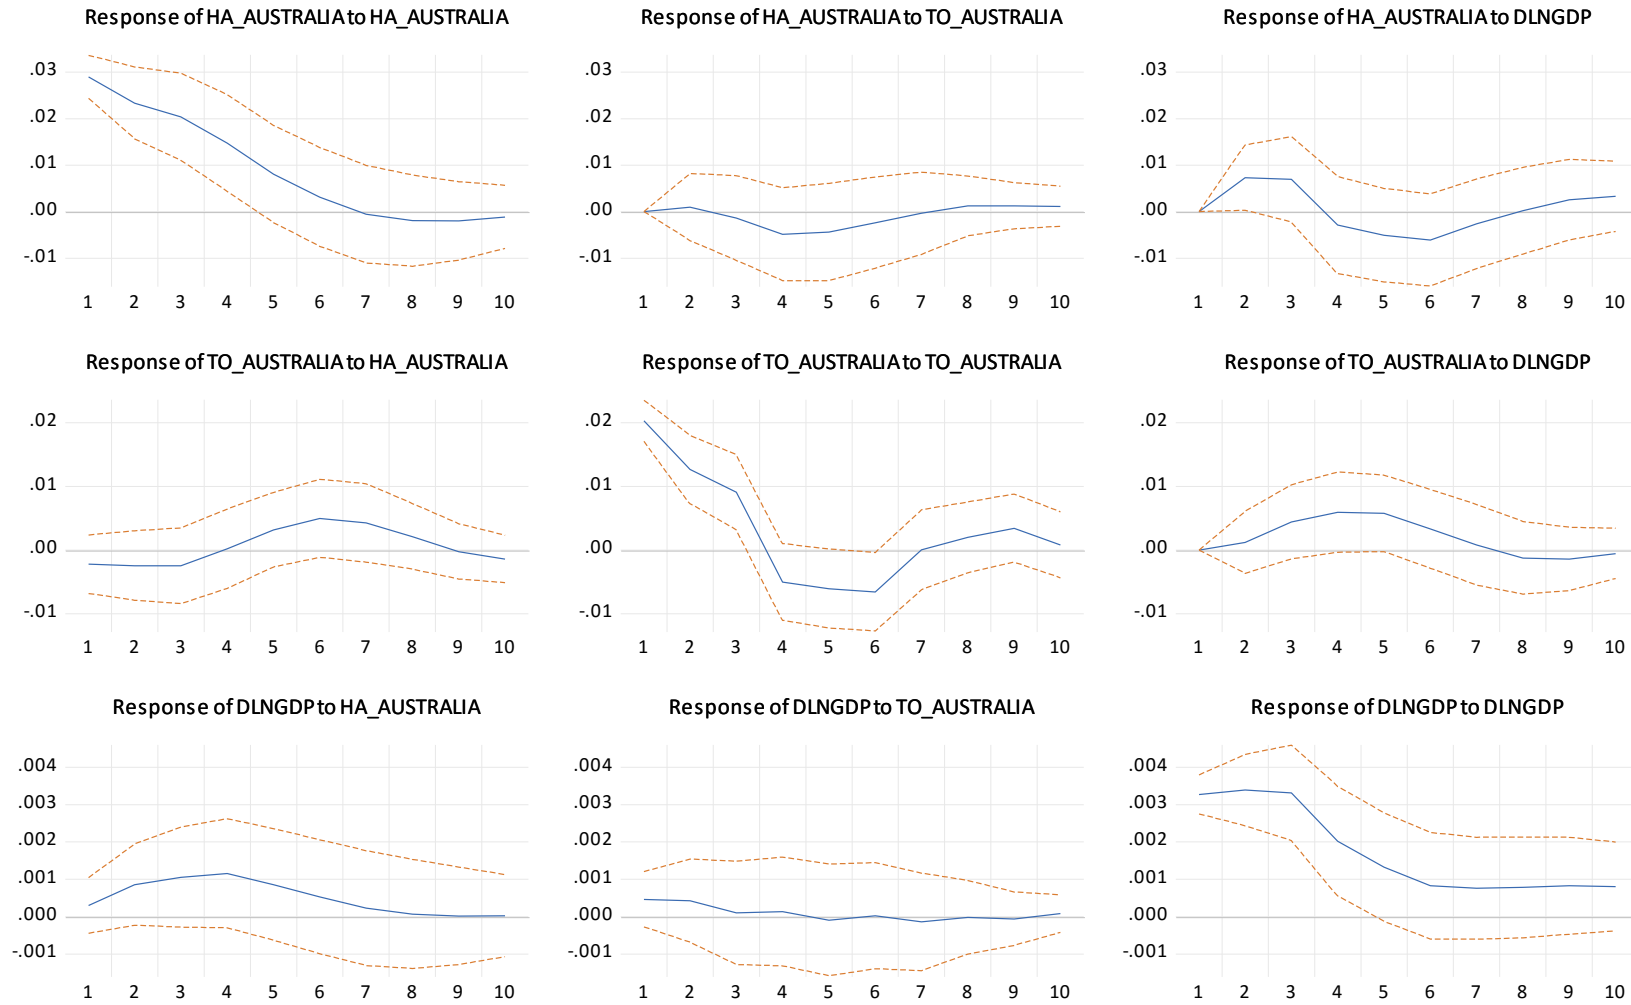 Response of HA_AUSTRALIA to HA_AUSTRALIA
.03
.02
.01
.00
-.01
1 2 3 4 5 6 7 8 9 10
Response of HA_AUSTRALIA to TO_AUSTRALIA
.03
.02
.01
.00
-.01
1 2 3 4 5 6 7 8 9 10
Response of HA_AUSTRALIA to DLNGDP
.03
.02
.01
.00
-.01
1 2 3 4 5 6 7 8 9 10
Response of TO_AUSTRALIA to HA_AUSTRALIA
.02
.01
.00
-.01
1 2 3 4 5 6 7 8 9 10
Response of TO_AUSTRALIA to TO_AUSTRALIA
.02
.01
.00
-.01
1 2 3 4 5 6 7 8 9 10
Response of TO_AUSTRALIA to DLNGDP
.02
.01
.00
-.01
1 2 3 4 5 6 7 8 9 10
Response of DLNGDP to HA_AUSTRALIA
.004
.003
.002
.001
.000
-.001
1 2 3 4 5 6 7 8 9 10
Response of DLNGDP to TO_AUSTRALIA
.004
.003
.002
.001
.000
-.001
1 2 3 4 5 6 7 8 9 10
Response of DLNGDP to DLNGDP
.004
.003
.002
.001
.000
-.001
1 2 3 4 5 6 7 8 9 10